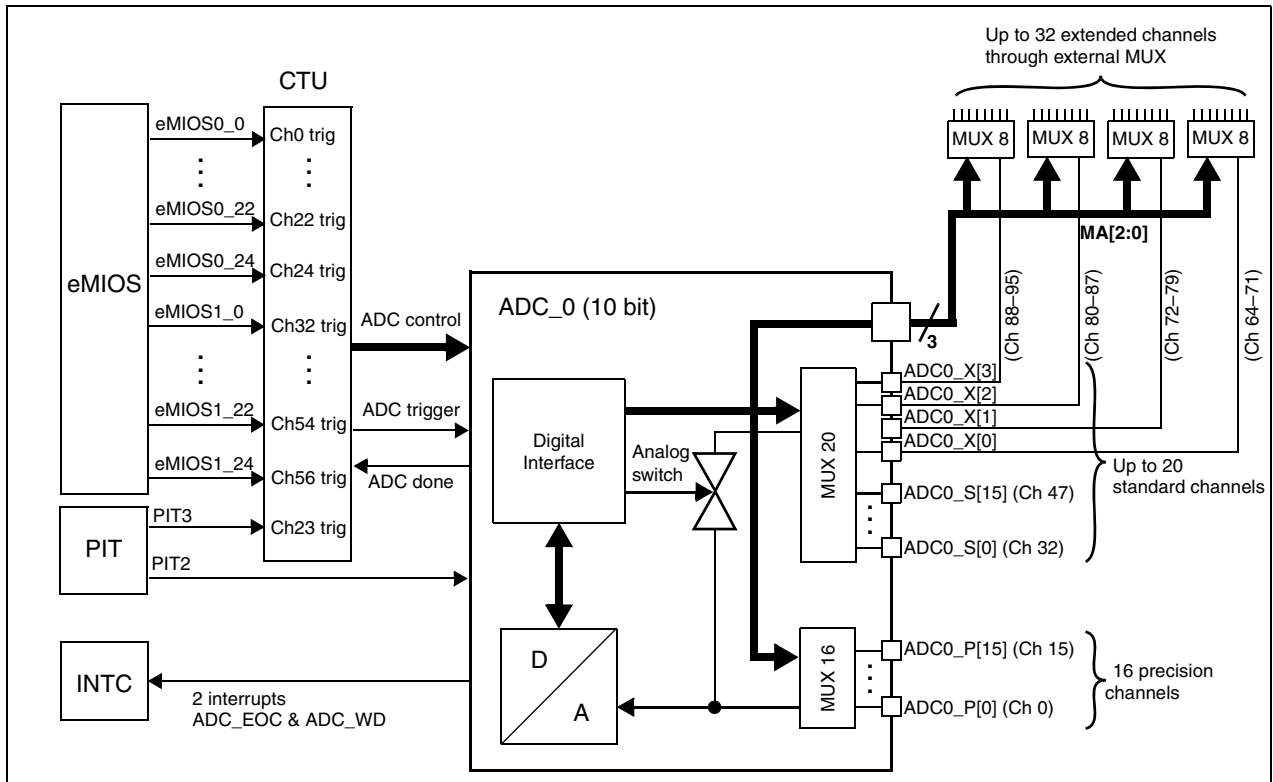 Up to 32 extended channels
through external MUX
CTU
MUX 8
MUX 8
MUX 8
MUX 8
MA[2:0]
eMIOS
eMIOS0_0
Ch0 trig
eMIOS0_22
Ch22 trig
eMIOS0_24
Ch24 trig
eMIOS1_0
Ch32 trig
eMIOS1_22
Ch54 trig
eMIOS1_24
Ch56 trig
PIT
PIT3
Ch23 trig
PIT2
INTC
2 interrupts
ADC_EOC & ADC_WD
ADC control
ADC trigger
ADC done
ADC_0 (10 bit)
3
(Ch 88–95)
(Ch 80–87)
(Ch 72–79)
(Ch 64–71)
Digital
Interface
Analog
switch
MUX 20
ADC0_X[3]
ADC0_X[2]
ADC0_X[1]
ADC0_X[0]
ADC0_S[15] (Ch 47)
ADC0_S[0] (Ch 32)
Up to 20
standard channels
D
A
MUX 16
ADC0_P[15] (Ch 15)
ADC0_P[0] (Ch 0)
16 precision
channels